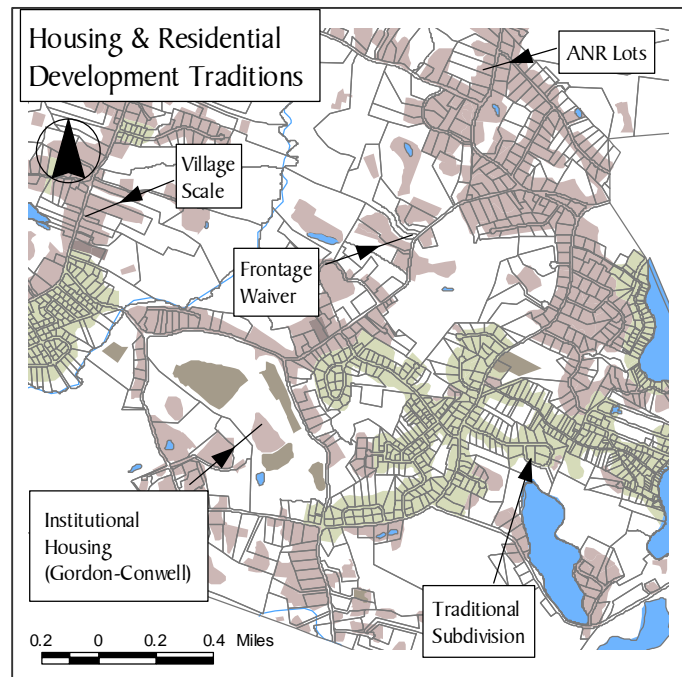 Housing & Residential
Development Traditions
ANR Lots
Village
Scale
Frontage
Waiver
Institutional
Housing
(Gordon-Conwell)
Traditional
Subdivision
0.2 0 0.2 0.4 Miles